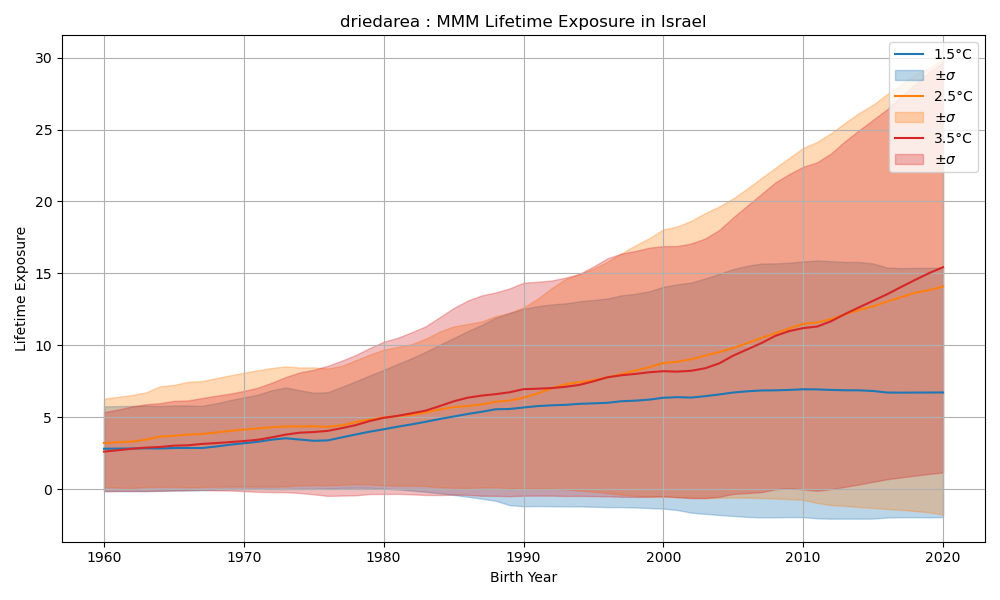 driedarea : MMM Lifetime Exposure in Israel
30
25
20
15
10
5
0
Lifetime Exposure
1.5°C
±σ
2.5°C
±σ
3.5°C
±σ
1960
1970
1980
1990
2000
2010
2020
Birth Year